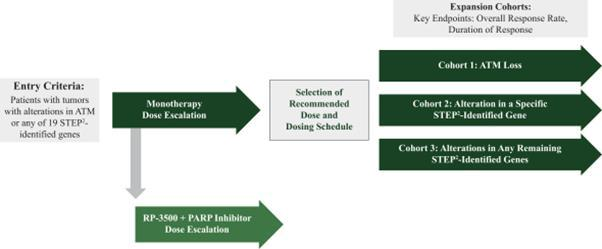 Entry Criteria:
Patients with tumors
with alterations in ATM
or any of 19 STEP²-
identified genes
Monotherapy
Dose Escalation
RP-3500 + PARP Inhibitor
Dose Escalation
Selection of
Recommended
Dose and
Dosing Schedule
Expansion Cohorts:
Key Endpoints: Overall Response Rate,
Duration of Response
Cohort 1: ATM Loss
Cohort 2: Alteration in a Specific
STEP²-Identified Gene
Cohort 3: Alterations in Any Remaining
STEP²-Identified Genes